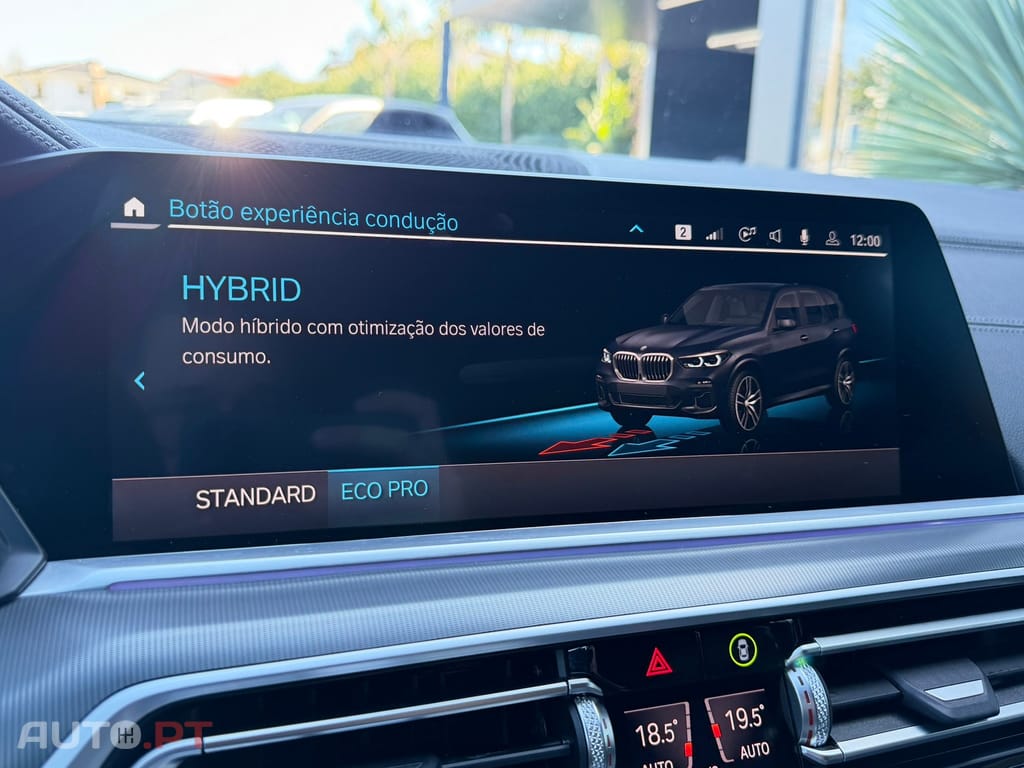 Botão experiência condução
2
12:00
HYBRID
Modo híbrido com otimização dos valores de
consumo.
STANDARD
ECO PRO
18.5°
AUTO
19.5°
AUTO
AUTO.PT